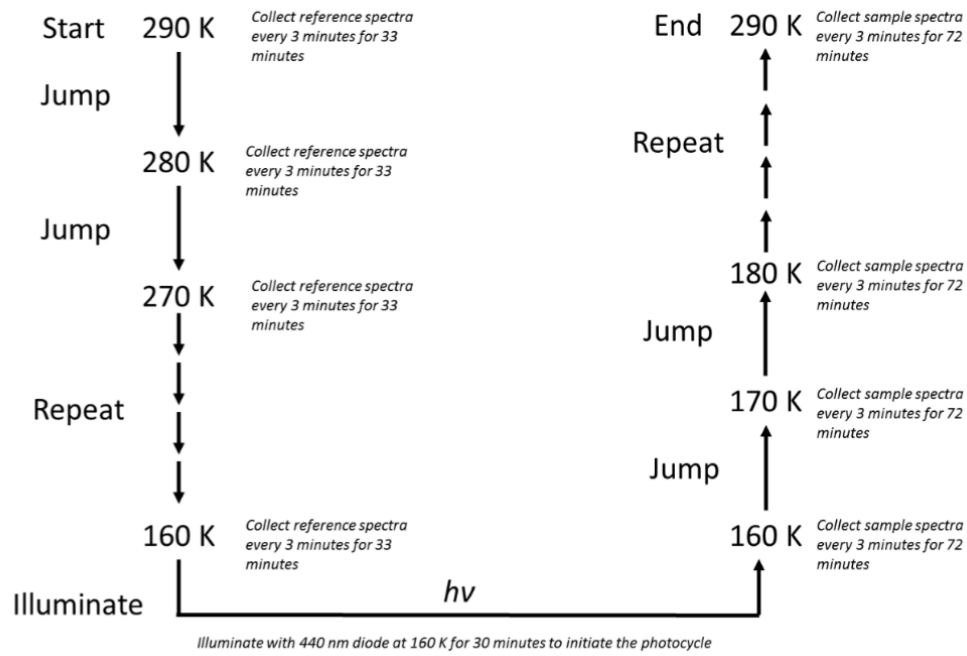 Start 290 K
Collect reference spectra
every 3 minutes for 33
minutes
Jump
280 K
Collect reference spectra
every 3 minutes for 33
minutes
Jump
270 K
Collect reference spectra
every 3 minutes for 33
minutes
Repeat
160 K
Collect reference spectra
every 3 minutes for 33
minutes
Illuminate
hv
Illuminate with 440 nm diode at 160 K for 30 minutes to initiate the photocycle
End 290 K
Collect sample spectra
every 3 minutes for 72
minutes
Repeat
180 K
Collect sample spectra
every 3 minutes for 72
minutes
Jump
170 K
Collect sample spectra
every 3 minutes for 72
minutes
Jump
160 K
Collect sample spectra
every 3 minutes for 72
minutes